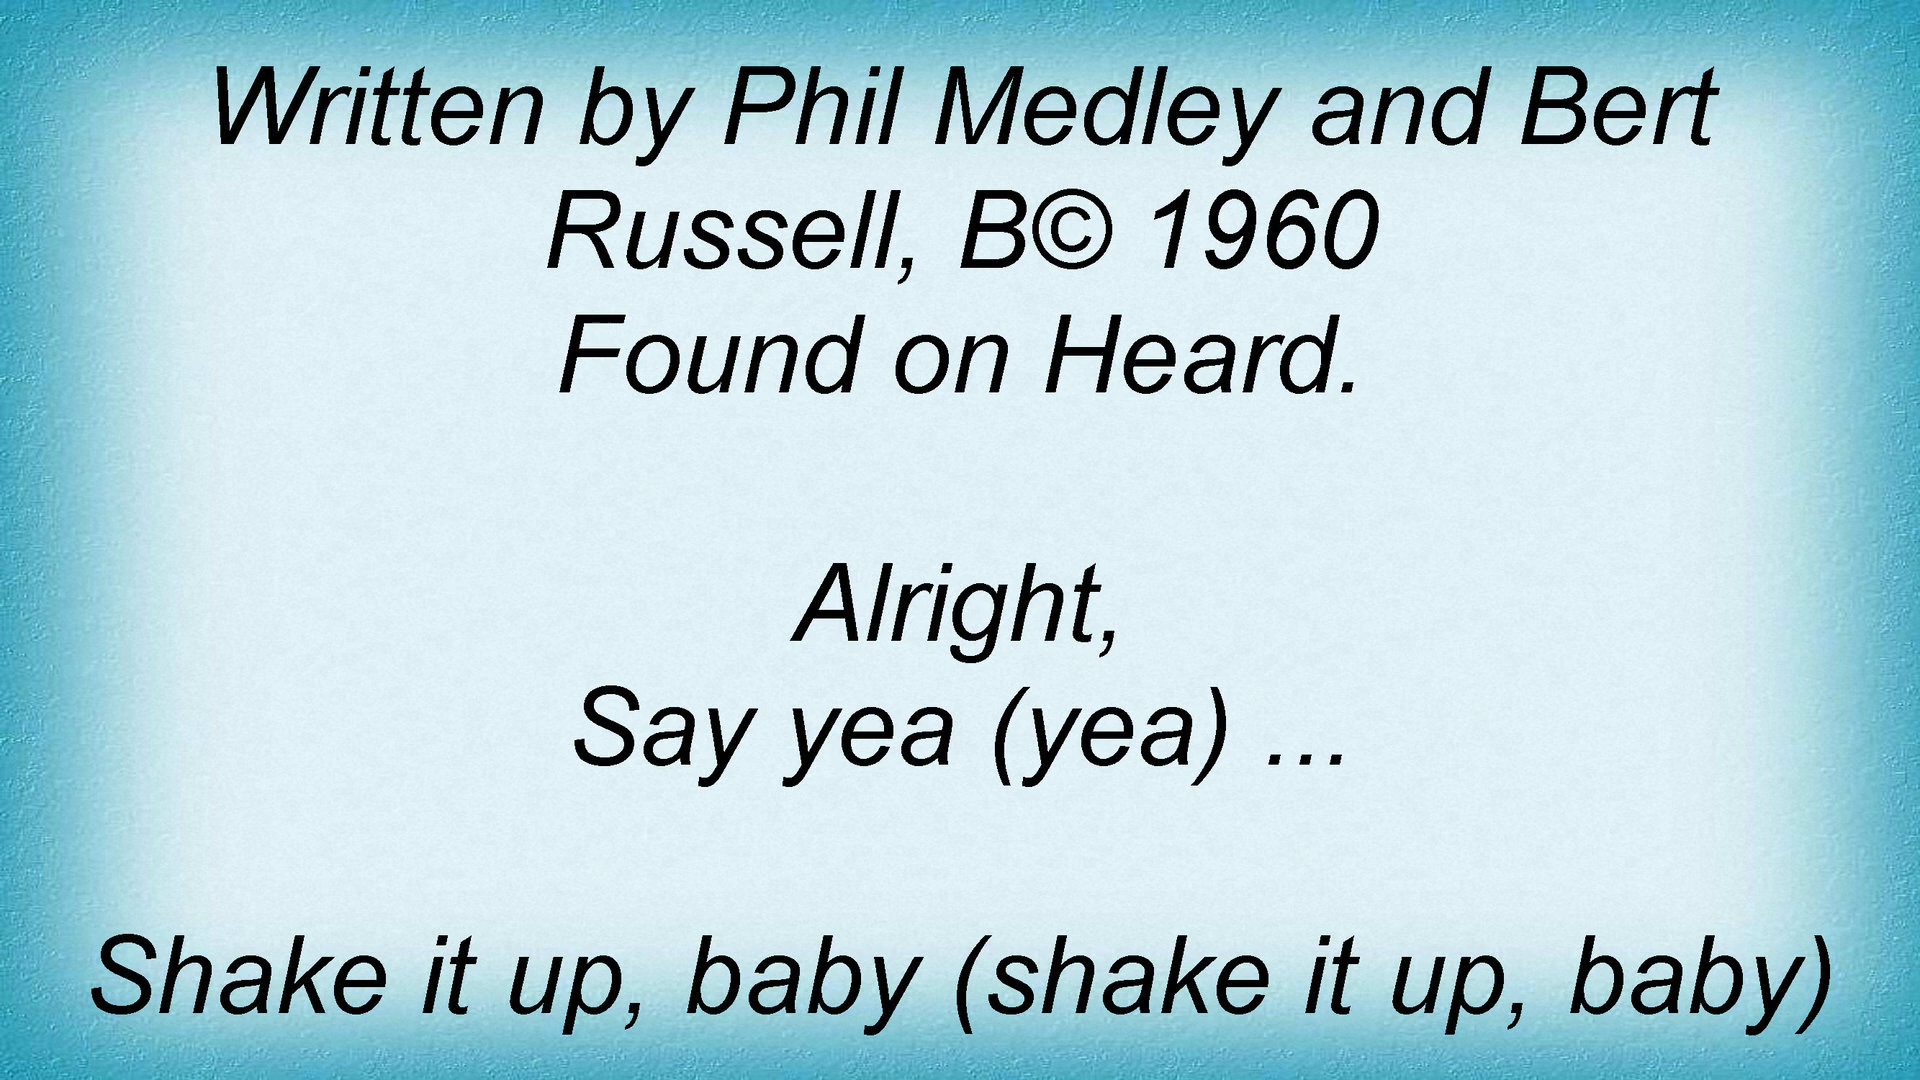 Written by Phil Medley and Bert
Russell, B© 1960
Found on Heard.
Alright,
Say yea (yea) ...
Shake it up, baby (shake it up, baby)